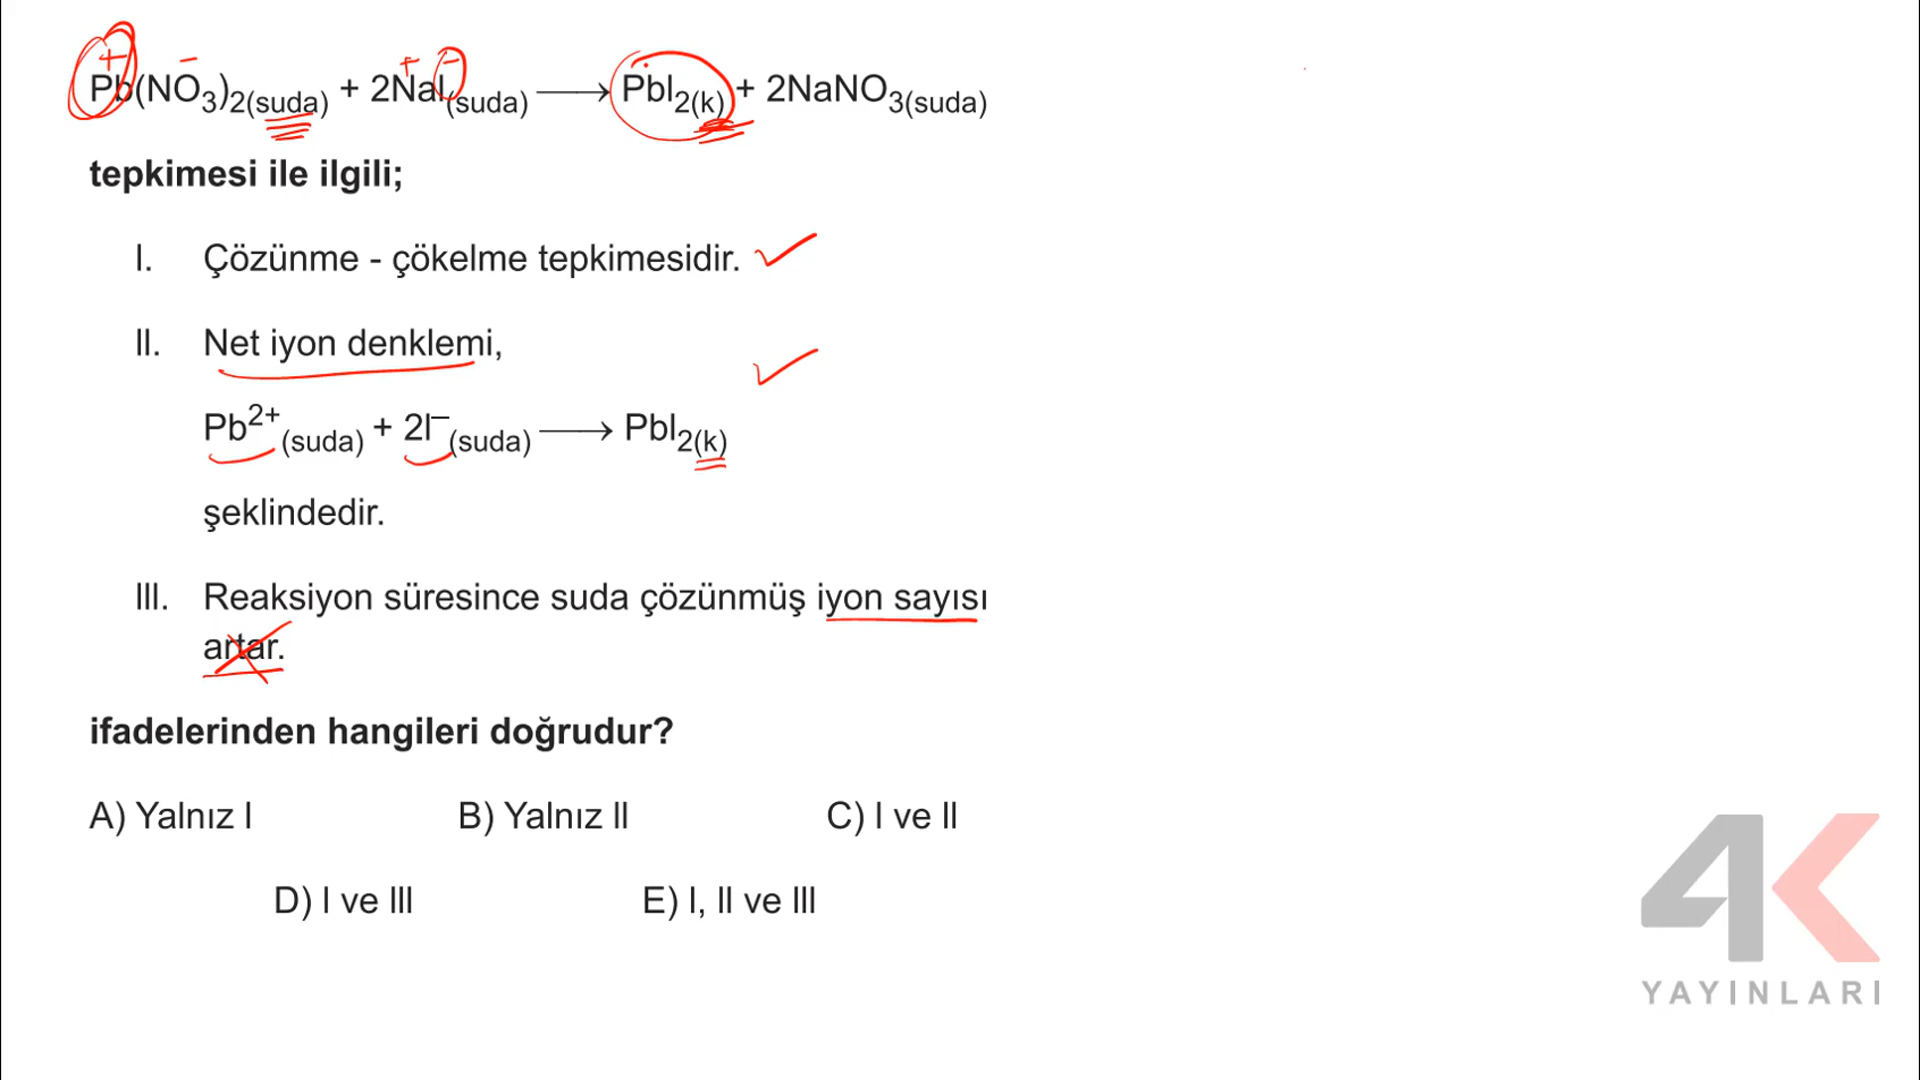 Pb(NO₃)₂(suda) + 2NaI(suda) ⟶ PbI₂(k) + 2NaNO₃(suda)
tepkimesi ile ilgili;
I. Çözünme - çökelme tepkimesidir.
II. Net iyon denklemi,
Pb²⁺(suda) + 2I⁻(suda) ⟶ PbI₂(k)
şeklindedir.
III. Reaksiyon süresince suda çözünmüş iyon sayısı
artar.
ifadelerinden hangileri doğrudur?
A) Yalnız I B) Yalnız II C) I ve II
D) I ve III E) I, II ve III
4K
YAYINLARI